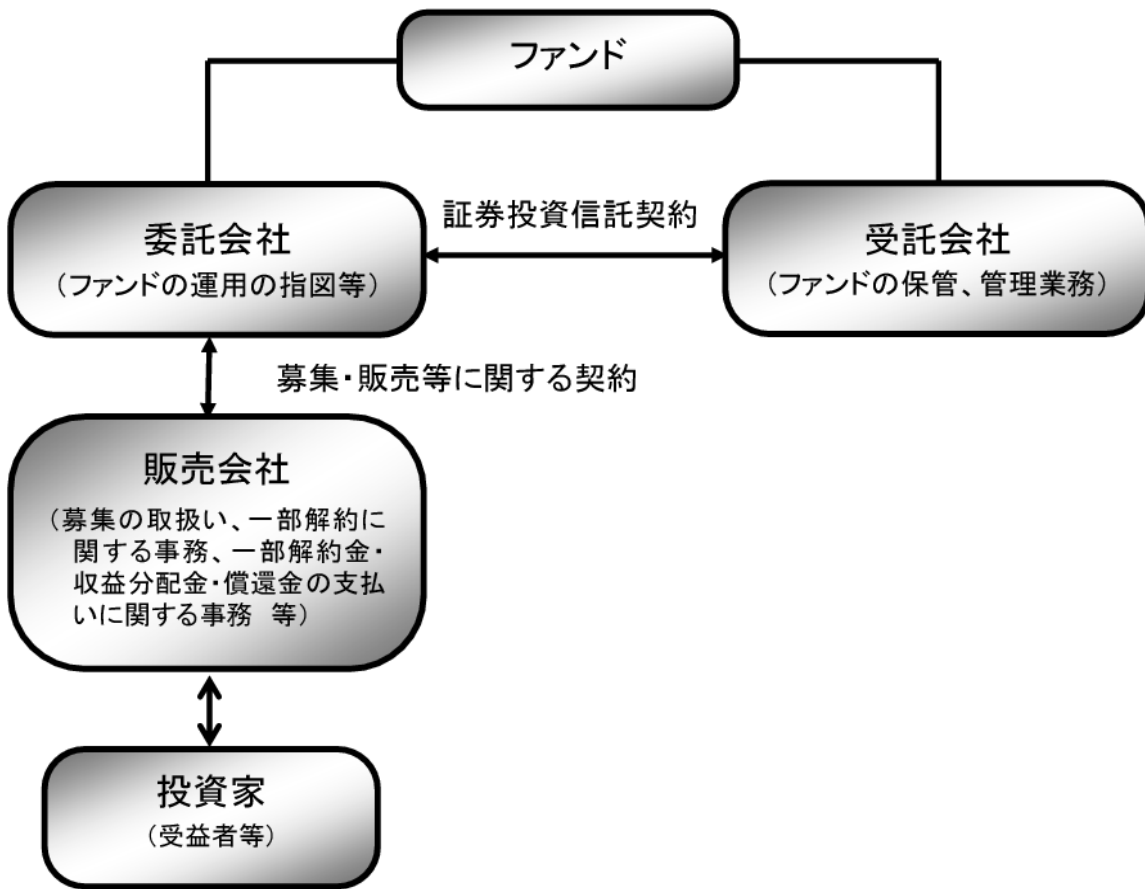 ファンド
委託会社
（ファンドの運用の指図等）
証券投資信託契約
受託会社
（ファンドの保管、管理業務）
募集・販売等に関する契約
販売会社
（募集の取扱い、一部解約に
関する事務、一部解約金・
収益分配金・償還金の支払
いに関する事務　等）
投資家
（受益者等）